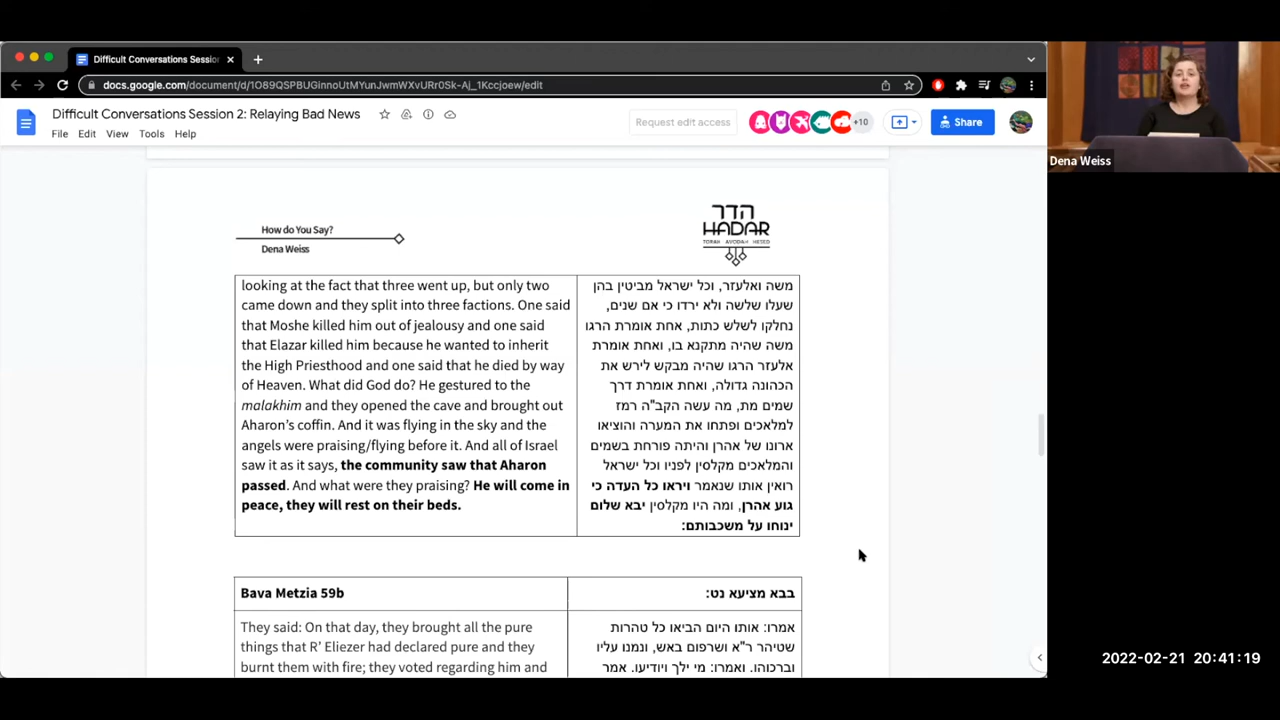 Difficult Conversations Session
docs.google.com/document/d/1O89QSPBUGinnoUtMYunJwmWXvURr0Sk-Aj_1Kccjoew/edit
Difficult Conversations Session 2: Relaying Bad News
File Edit View Tools Help
Request edit access
+10
Share
Dena Weiss
How do You Say?
Dena Weiss
הדר
HADAR
TORAH AVODAH HESED
looking at the fact that three went up, but only two
came down and they split into three factions. One said
that Moshe killed him out of jealousy and one said
that Elazar killed him because he wanted to inherit
the High Priesthood and one said that he died by way
of Heaven. What did God do? He gestured to the
malakhim and they opened the cave and brought out
Aharon's coffin. And it was flying in the sky and the
angels were praising/flying before it. And all of Israel
saw it as it says, the community saw that Aharon
passed. And what were they praising? He will come in
peace, they will rest on their beds.
משה ואלעזר, וכל ישראל מביטין בהן
שעלו שלשה ולא ירדו כי אם שנים,
נחלקו לשלש כתות, אחת אומרת הרגו
משה שהיה מתקנא בו, ואחת אומרת
אלעזר הרגו שהיה מבקש לירש את
הכהונה גדולה, ואחת אומרת דרך
שמים מת, מה עשה הקב"ה רמז
למלאכים ופתחו את המערה והוציאו
ארונו של אהרן והיתה פורחת בשמים
והמלאכים מקלסין לפניו וכל ישראל
רואין אותו שנאמר ויראו כל העדה כי
גוע אהרן, ומה היו מקלסין יבא שלום
ינוחו על משכבותם:
Bava Metzia 59b
בבא מציעא נט:
They said: On that day, they brought all the pure
things that R' Eliezer had declared pure and they
burnt them with fire; they voted regarding him and
אמרו: אותו היום הביאו כל טהרות
שטיהר ר"א ושרפום באש, ונמנו עליו
וברכוהו. ואמרו: מי ילך ויודיעו. אמר
2022-02-21 20:41:19